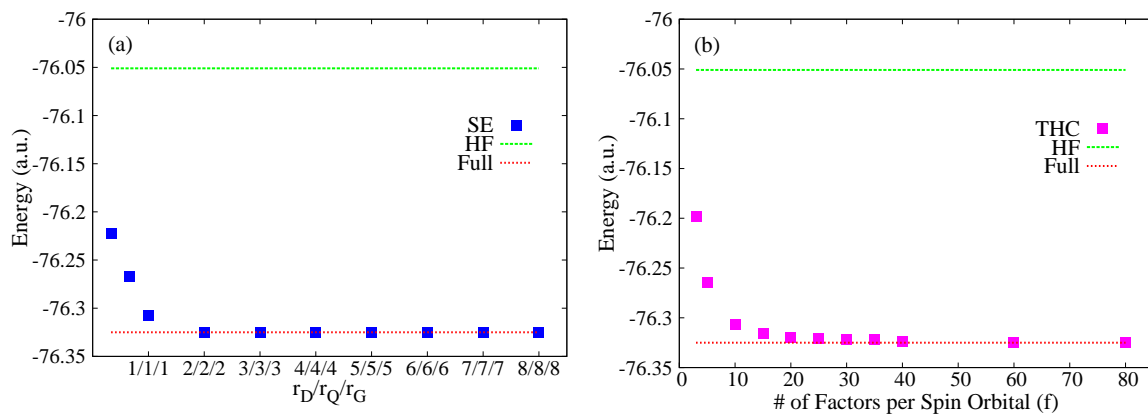 (a)
-76
-76.05
-76.1
-76.15
-76.2
-76.25
-76.3
-76.35
Energy (a.u.)
SE
HF
Full
1/1/1 2/2/2 3/3/3 4/4/4 5/5/5 6/6/6 7/7/7 8/8/8
r_D/r_Q/r_G
(b)
-76
-76.05
-76.1
-76.15
-76.2
-76.25
-76.3
-76.35
Energy (a.u.)
THC
HF
Full
0 10 20 30 40 50 60 70 80
# of Factors per Spin Orbital (f)